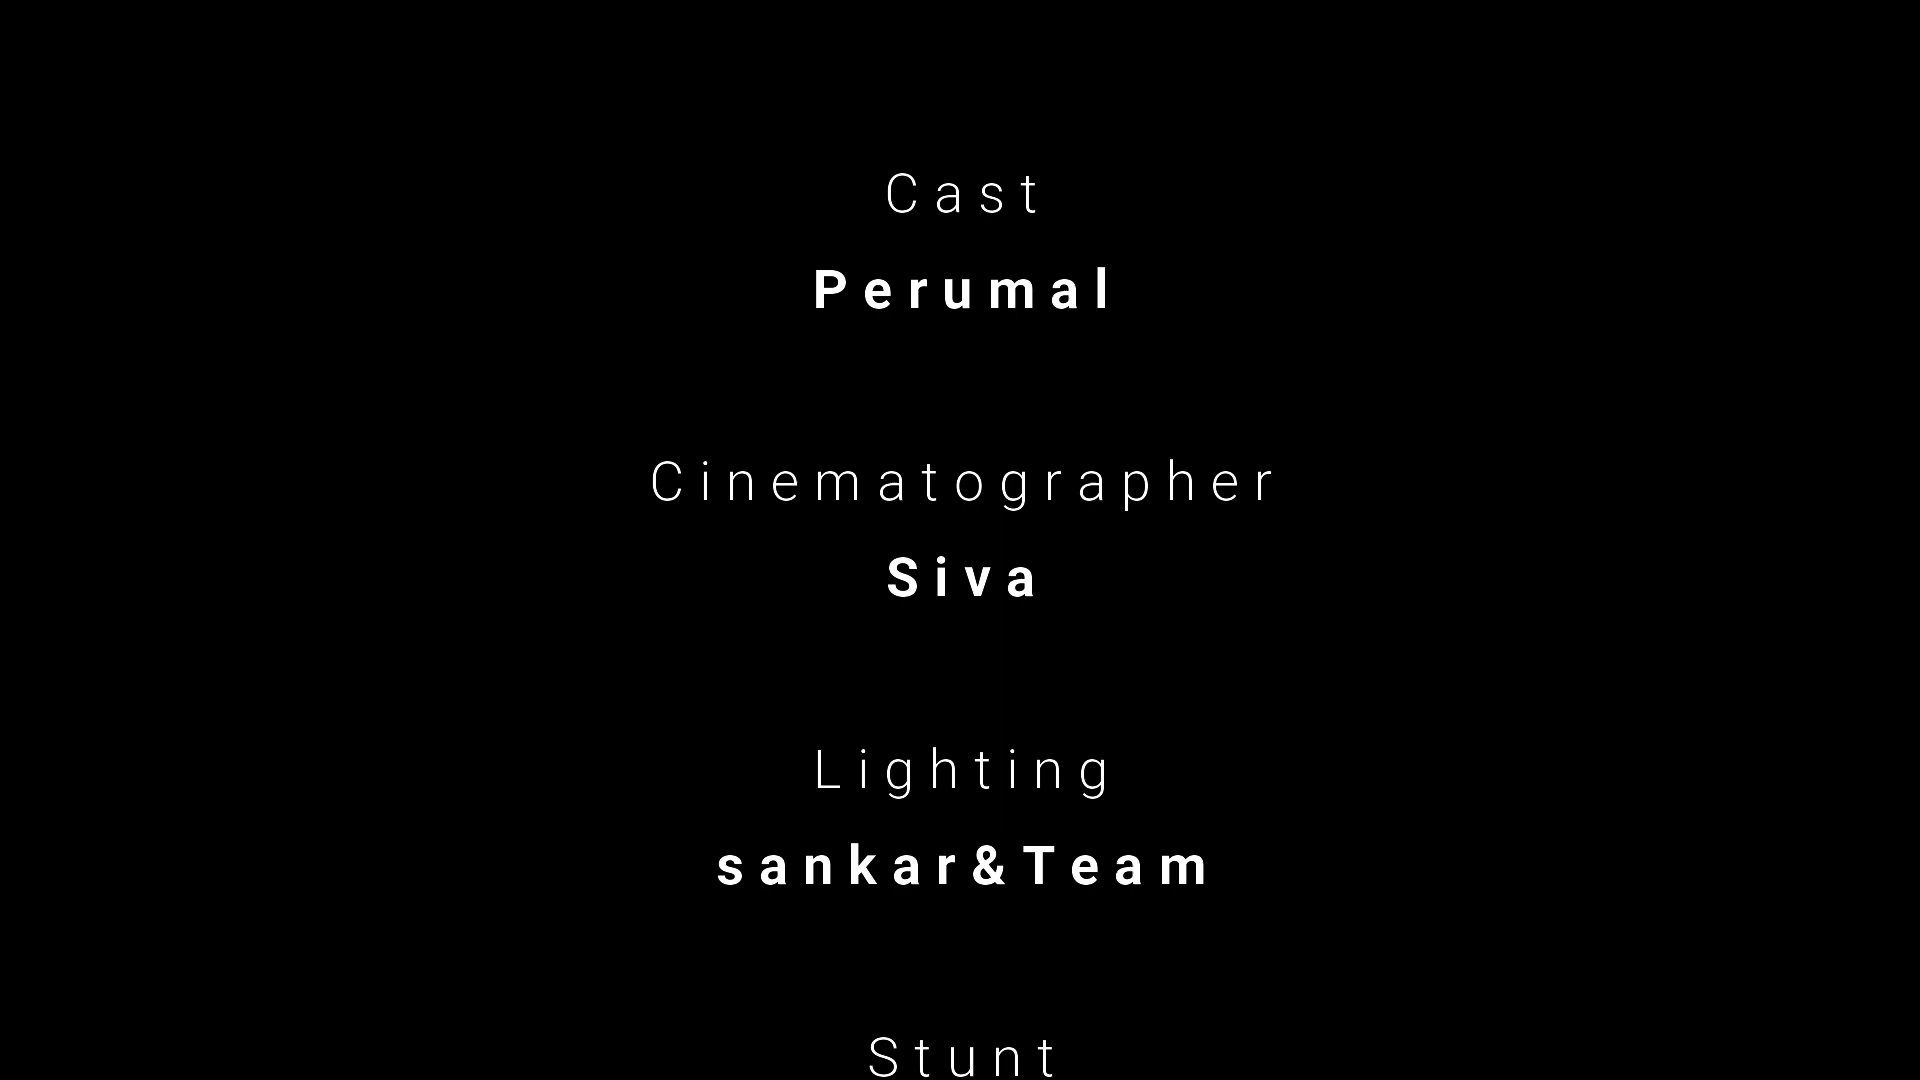 Cast
Perumal
Cinematographer
Siva
Lighting
sankar&Team
Stunt